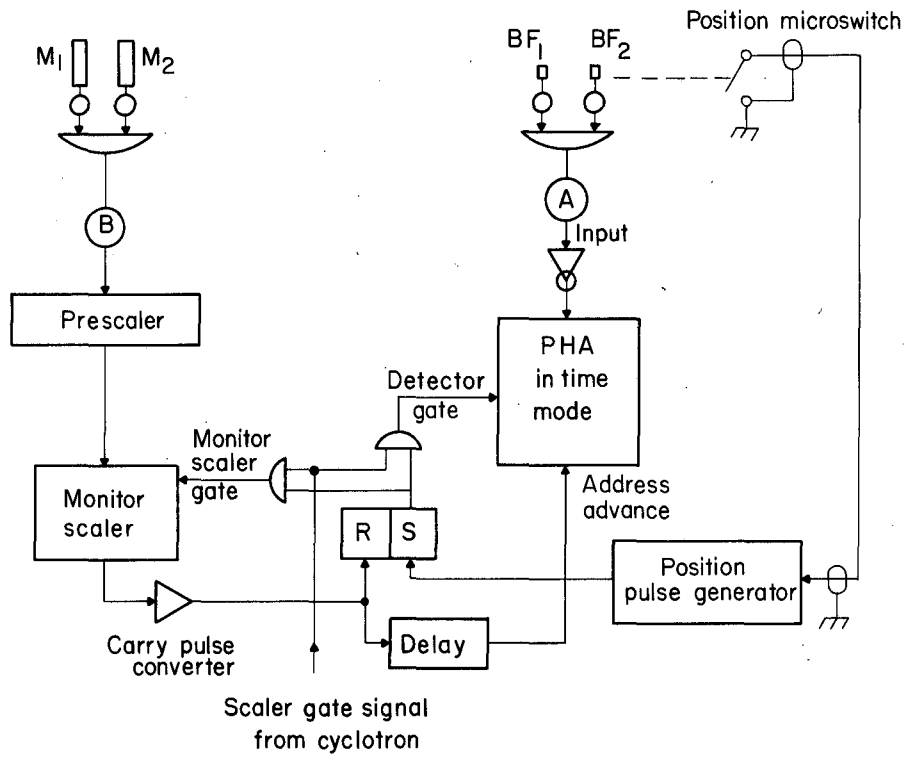 Position microswitch
M1
M2
BF1
BF2
A
B
Input
Prescaler
PHA
in time
mode
Detector
gate
Monitor
scaler
gate
Monitor
scaler
Address
advance
R
S
Position
pulse generator
Delay
Carry pulse
converter
Scaler gate signal
from cyclotron